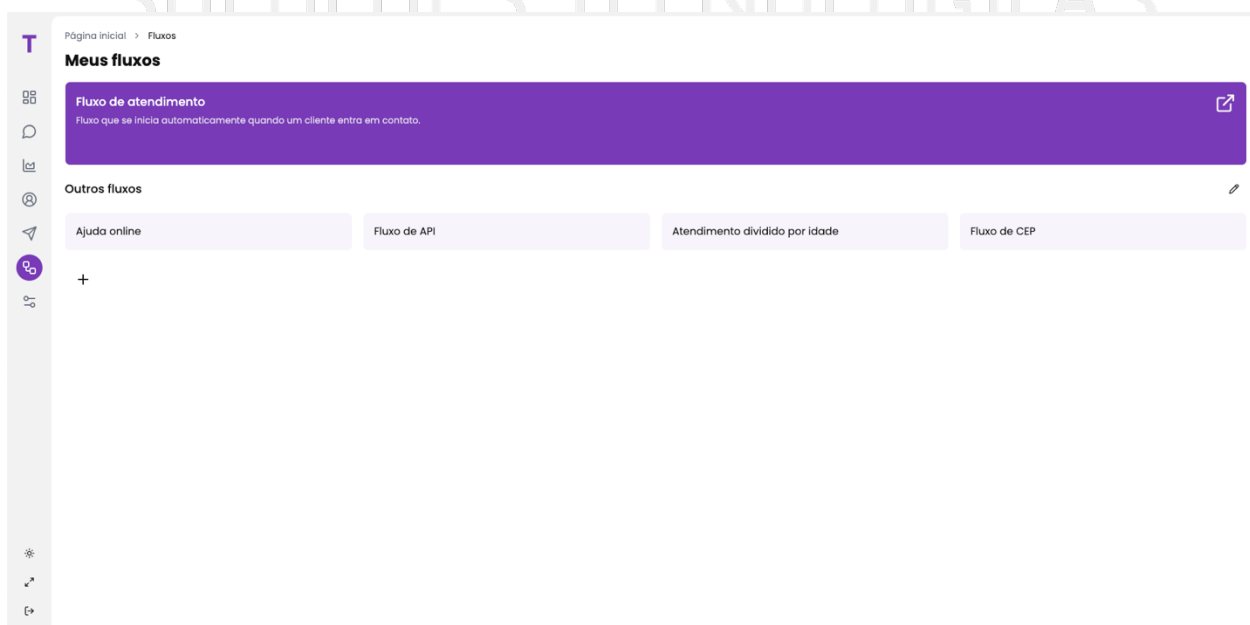 T
Página inicial > Fluxos
Meus fluxos
Fluxo de atendimento
Fluxo que se inicia automaticamente quando um cliente entra em contato.
Outros fluxos
Ajuda online
Fluxo de API
Atendimento dividido por idade
Fluxo de CEP